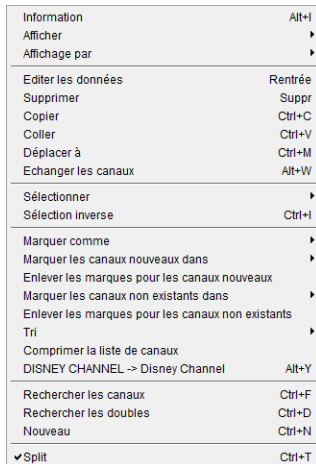 Information Alt+I
Afficher
Affichage par
Editer les données Rentrée
Supprimer Suppr
Copier Ctrl+C
Coller Ctrl+V
Déplacer à Ctrl+M
Echanger les canaux Alt+W
Sélectionner
Sélection inverse Ctrl+I
Marquer comme
Marquer les canaux nouveaux dans
Enlever les marques pour les canaux nouveaux
Marquer les canaux non existants dans
Enlever les marques pour les canaux non existants
Tri
Comprimer la liste de canaux
DISNEY CHANNEL -> Disney Channel Alt+Y
Rechercher les canaux Ctrl+F
Rechercher les doubles Ctrl+D
Nouveau Ctrl+N
Split Ctrl+T